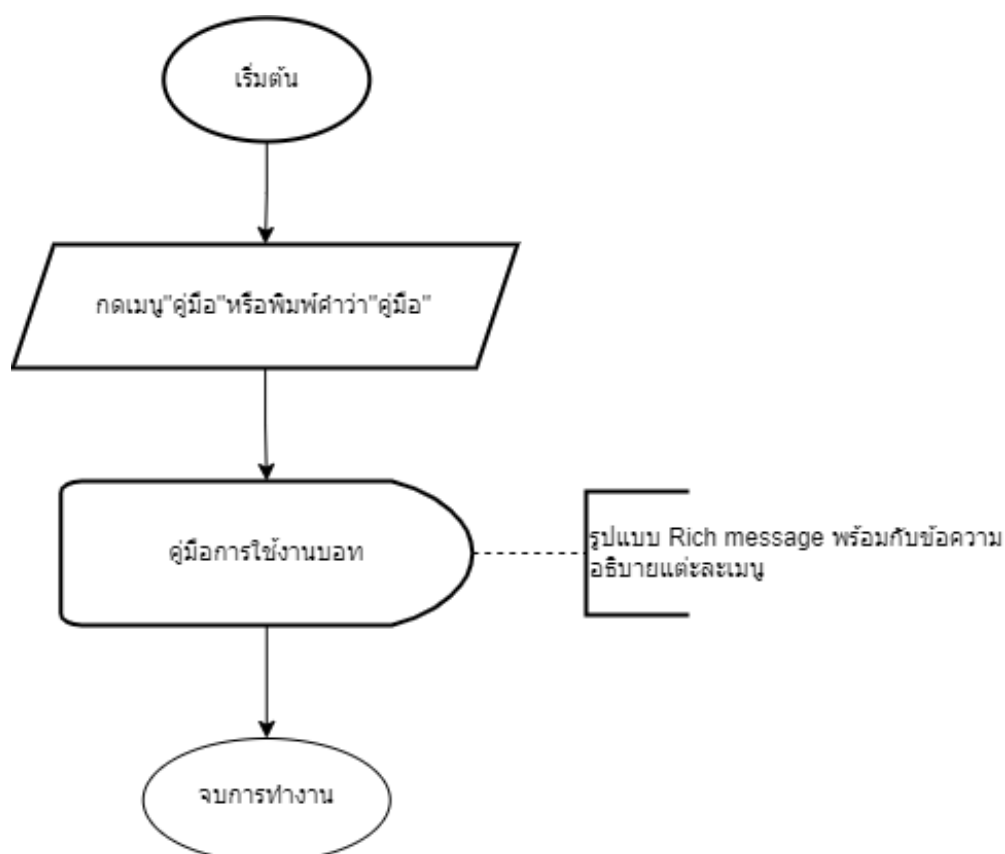 เริ่มต้น
กดเมนู"คู่มือ"หรือพิมพ์คำว่า"คู่มือ"
คู่มือการใช้งานบอท
รูปแบบ Rich message พร้อมกับข้อความ
อธิบายแต่ะละเมนู
จบการทำงาน